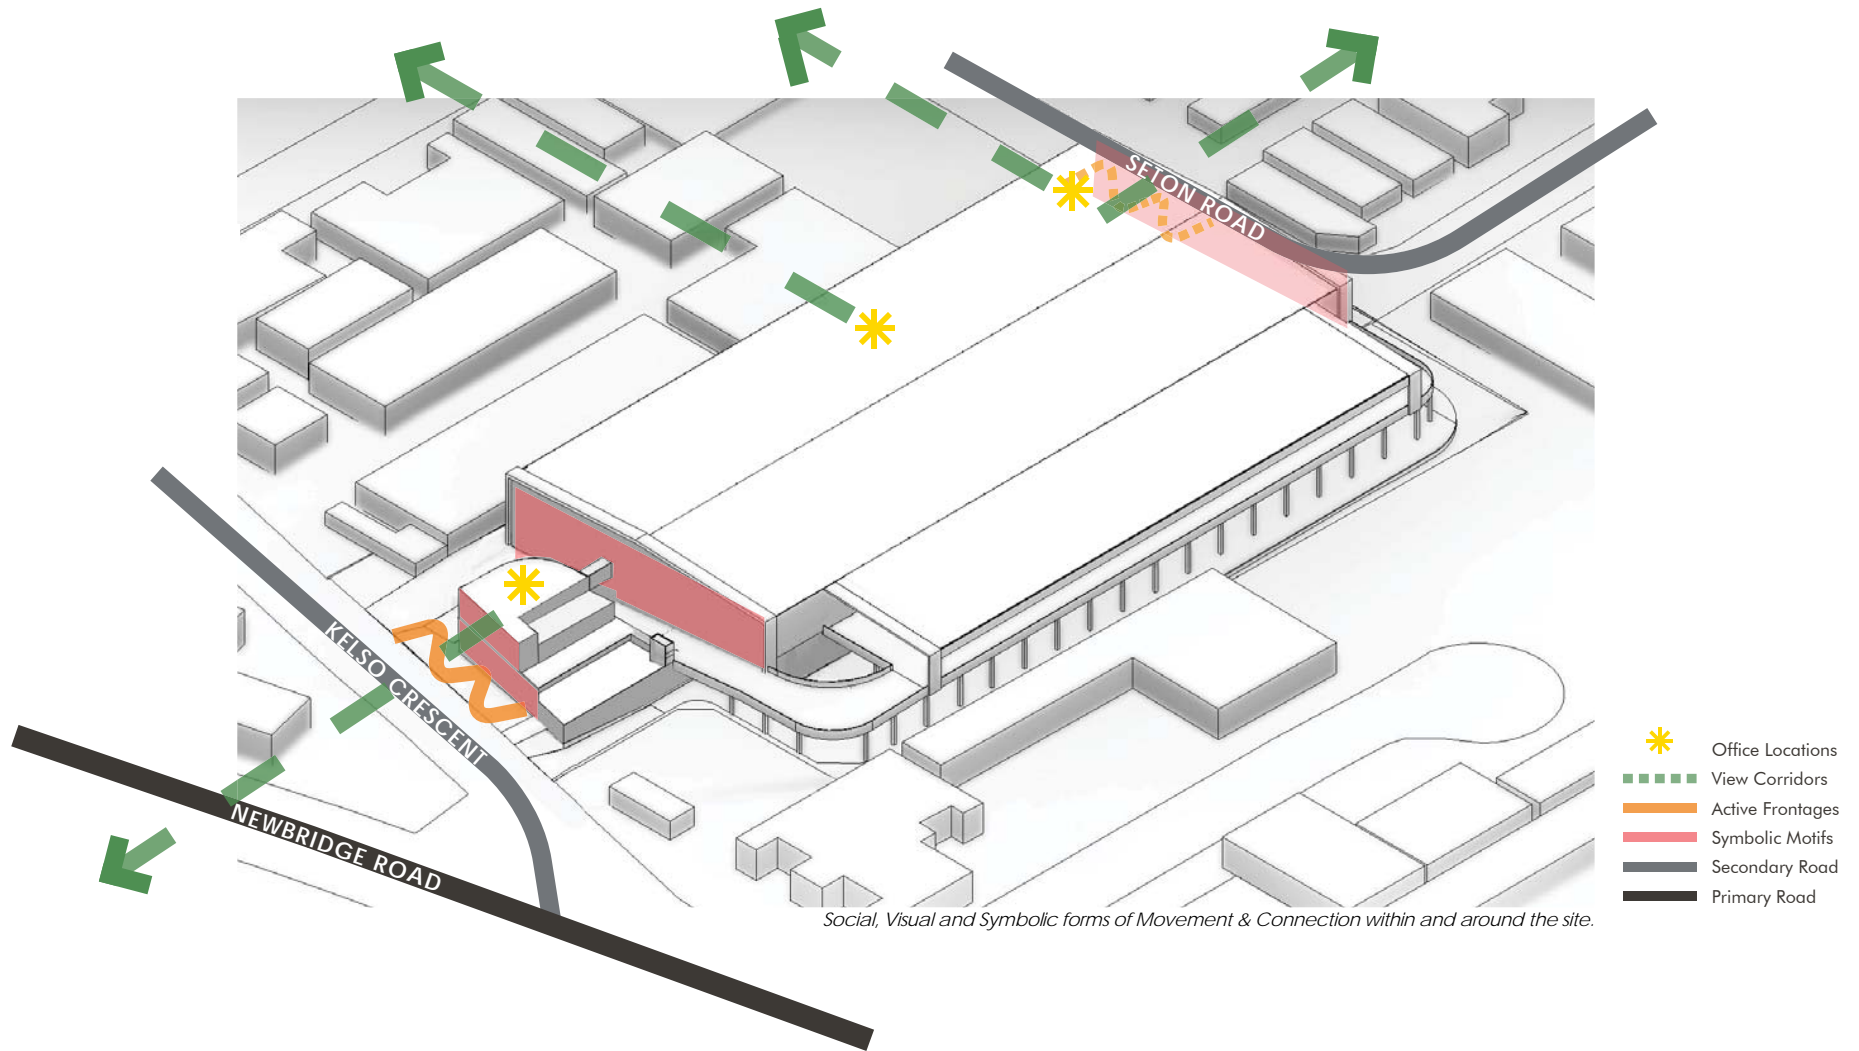 SETON ROAD
KELSO CRESCENT
NEWBRIDGE ROAD
Office Locations
View Corridors
Active Frontages
Symbolic Motifs
Secondary Road
Primary Road
Social, Visual and Symbolic forms of Movement & Connection within and around the site.